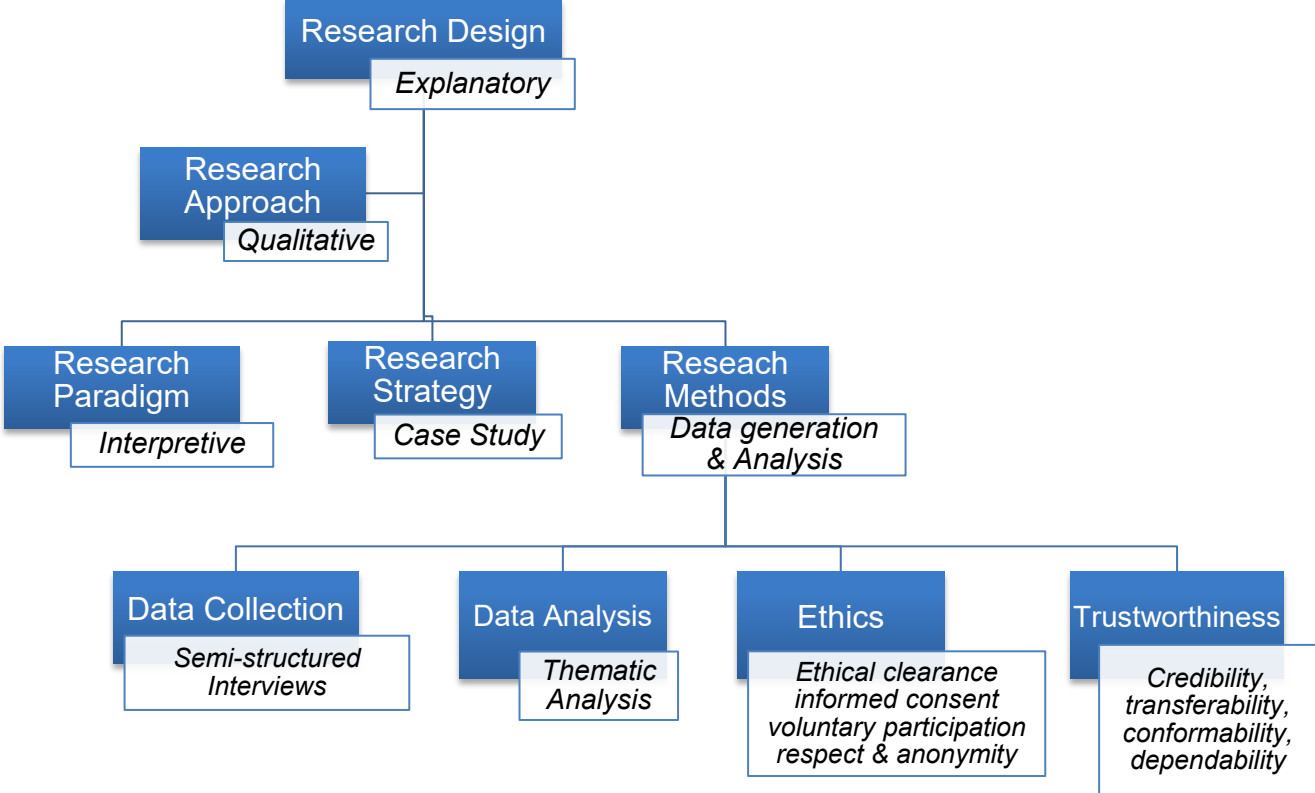 Research Design
Explanatory
Research
Approach
Qualitative
Research
Paradigm
Interpretive
Research
Strategy
Case Study
Reseach
Methods
Data generation
& Analysis
Data Collection
Semi-structured
Interviews
Data Analysis
Thematic
Analysis
Ethics
Ethical clearance
informed consent
voluntary participation
respect & anonymity
Trustworthiness
Credibility,
transferability,
conformability,
dependability